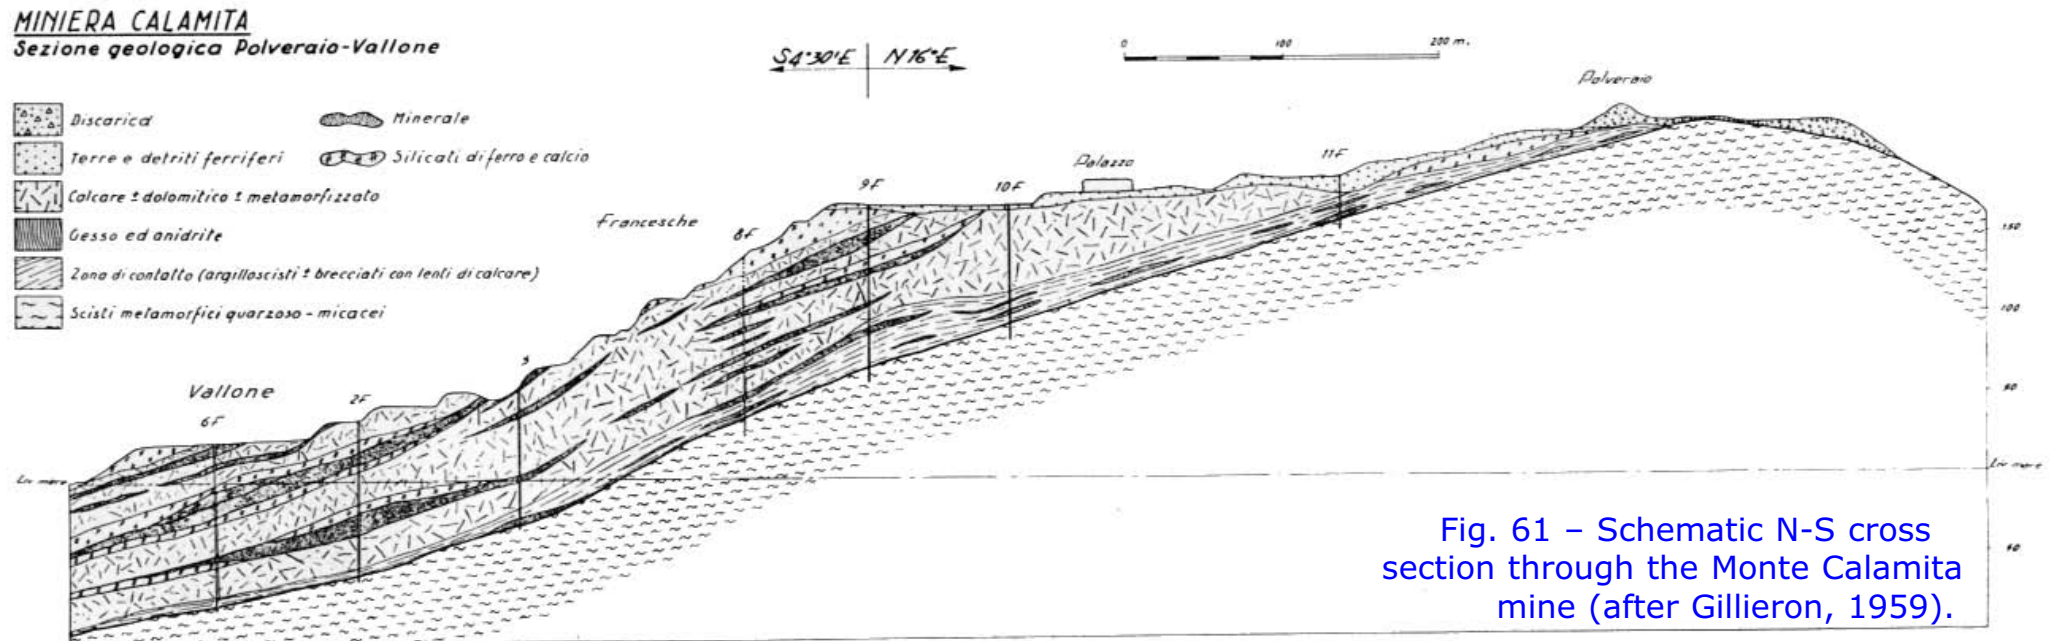 MINIERA CALAMITA
Sezione geologica Polveraio-Vallone
S4°30'E N16°E
0 100 200 m.
Polveraio
Discarica
Minerale
Terre e detriti ferriferi
Silicati di ferro e calcio
Calcare ± dolomitico ± metamorfizzato
Gesso ed anidrite
Zona di contatto (argilloscisti ± brecciati con lenti di calcare)
Scisti metamorfici quarzoso-micacei
Palazzo
11F
9F
10F
Francesche
8F
150
100
50
Vallone
6F
2F
Liv mare
Liv mare
Fig. 61 – Schematic N-S cross
section through the Monte Calamita
mine (after Gillieron, 1959).